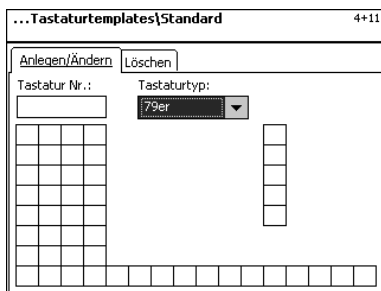 ...Tastaturtemplates\Standard 4+11
Anlegen/Ändern Löschen
Tastatur Nr.: Tastaturtyp:
79er